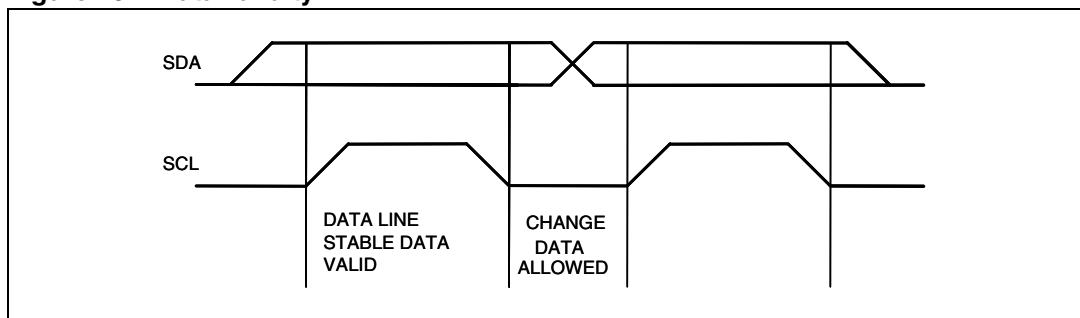 SDA
SCL
DATA LINE
STABLE DATA
VALID
CHANGE
DATA
ALLOWED